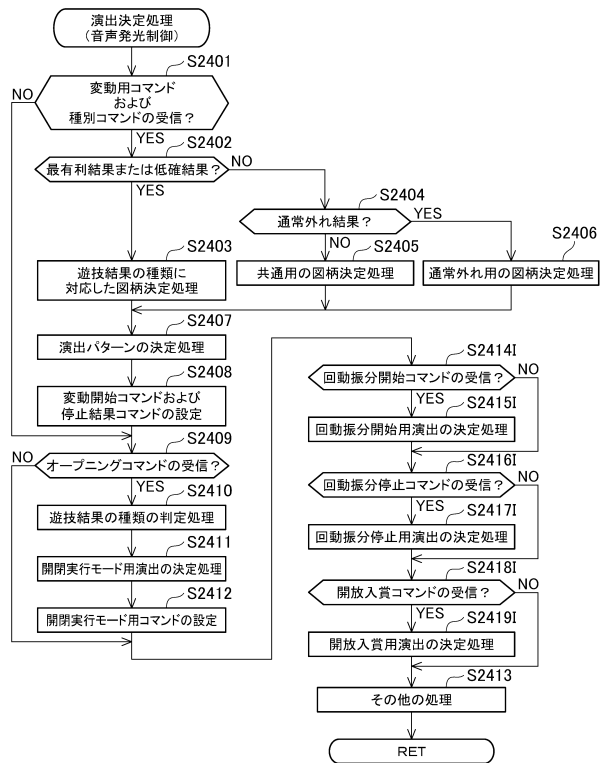 演出決定処理
(音声発光制御)
S2401
変動用コマンド
および
種別コマンドの受信?
NO
YES
S2402
最有利結果または低確結果?
NO
YES
S2404
通常外れ結果?
YES
NO
S2403
遊技結果の種類に
対応した図柄決定処理
S2405
共通用の図柄決定処理
S2406
通常外れ用の図柄決定処理
S2407
演出パターンの決定処理
S2408
変動開始コマンドおよび
停止結果コマンドの設定
S2409
オープニングコマンドの受信?
NO
YES
S2410
遊技結果の種類の判定処理
S2411
開閉実行モード用演出の決定処理
S2412
開閉実行モード用コマンドの設定
S2414I
回動振分開始コマンドの受信?
NO
YES
S2415I
回動振分開始用演出の決定処理
S2416I
回動振分停止コマンドの受信?
NO
YES
S2417I
回動振分停止用演出の決定処理
S2418I
開放入賞コマンドの受信?
NO
YES
S2419I
開放入賞用演出の決定処理
S2413
その他の処理
RET